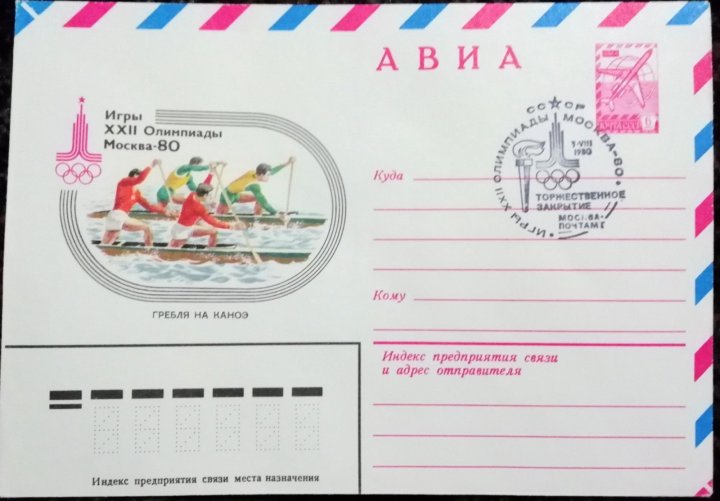 АВИА
Игры
XXII Олимпиады
Москва-80
ГРЕБЛЯ НА КАНОЭ
СССР
ИГРЫ XXII ОЛИМПИАДЫ МОСКВА-80
3·VIII
1980
ТОРЖЕСТВЕННОЕ
ЗАКРЫТИЕ
МОСКВА-
ПОЧТАМТ
6
Куда
Кому
Индекс предприятия связи
и адрес отправителя
Индекс предприятия связи места назначения